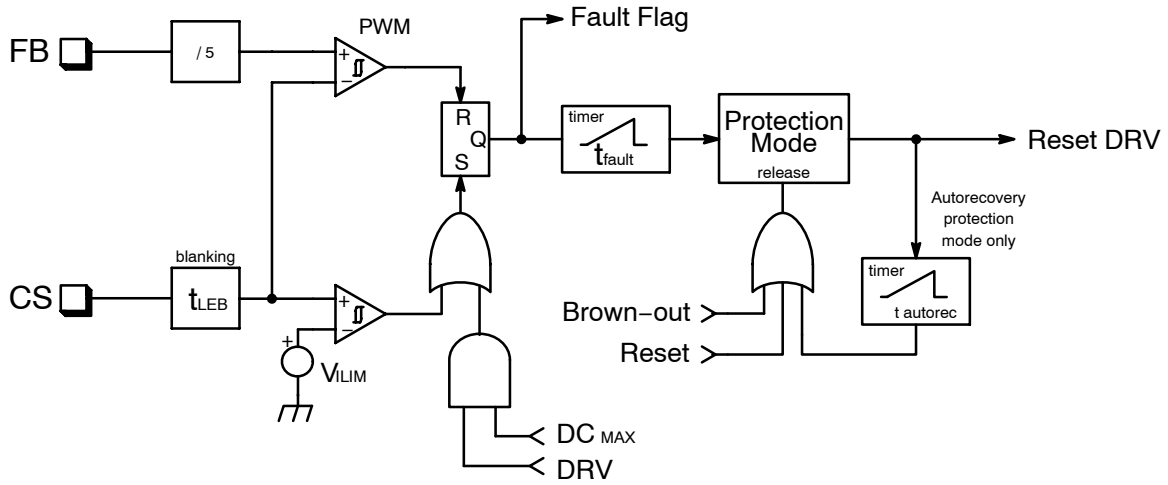 Fault Flag
PWM
FB
/ 5
+
−
R
Q
S
timer
tfault
Protection
Mode
release
Reset DRV
Autorecovery
protection
mode only
blanking
CS
tLEB
+
−
+
VILIM
timer
t autorec
Brown−out
Reset
DC MAX
DRV